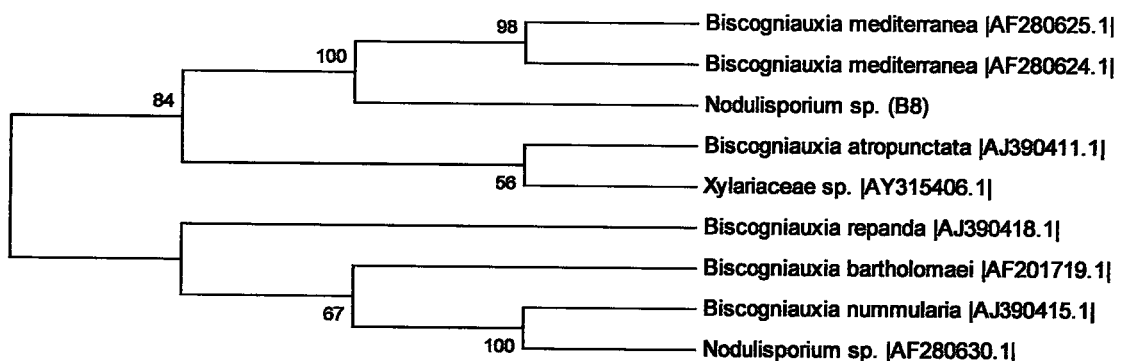 98
Biscogniauxia mediterranea |AF280625.1|
100
Biscogniauxia mediterranea |AF280624.1|
84
Nodulisporium sp. (B8)
Biscogniauxia atropunctata |AJ390411.1|
56
Xylariaceae sp. |AY315406.1|
Biscogniauxia repanda |AJ390418.1|
Biscogniauxia bartholomaei |AF201719.1|
67
Biscogniauxia nummularia |AJ390415.1|
100
Nodulisporium sp. |AF280630.1|